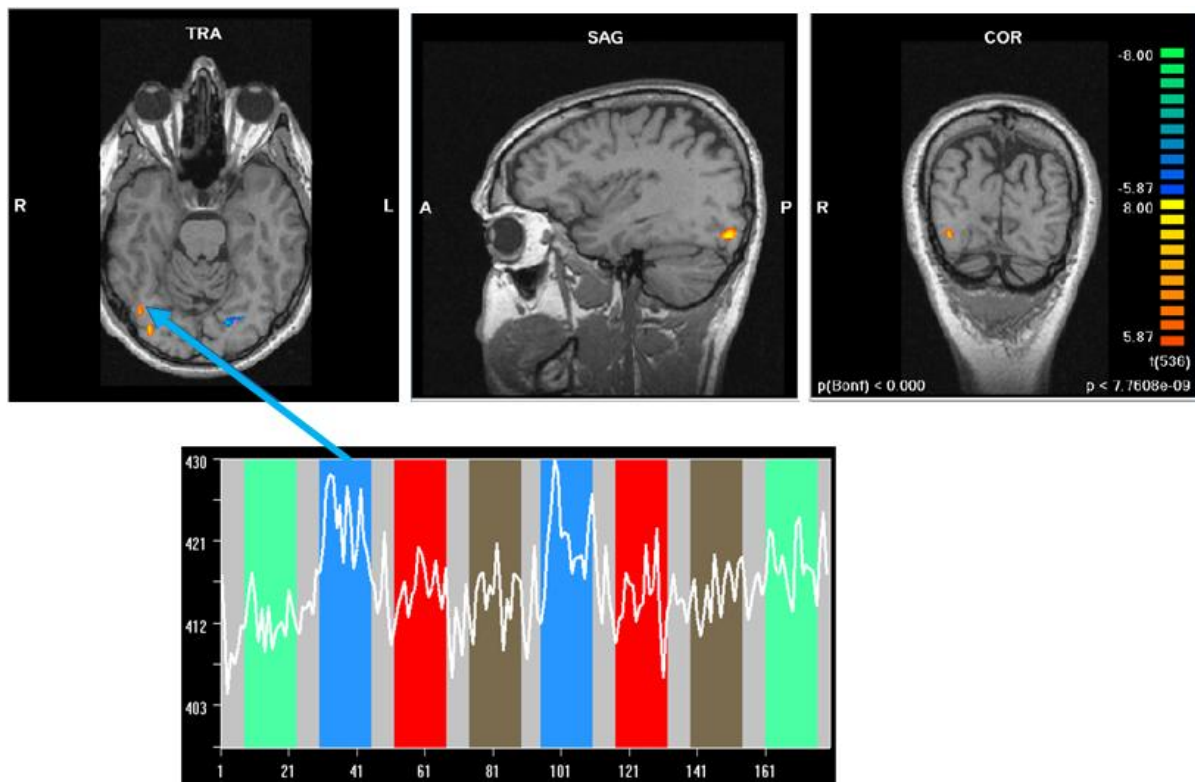 TRA
SAG
COR
-8.00
-5.87
8.00
5.87
t(536)
R
L
A
P
R
p(Bonf) < 0.000
p < 7.7608e-09
430
421
412
403
1
21
41
61
81
101
121
141
161